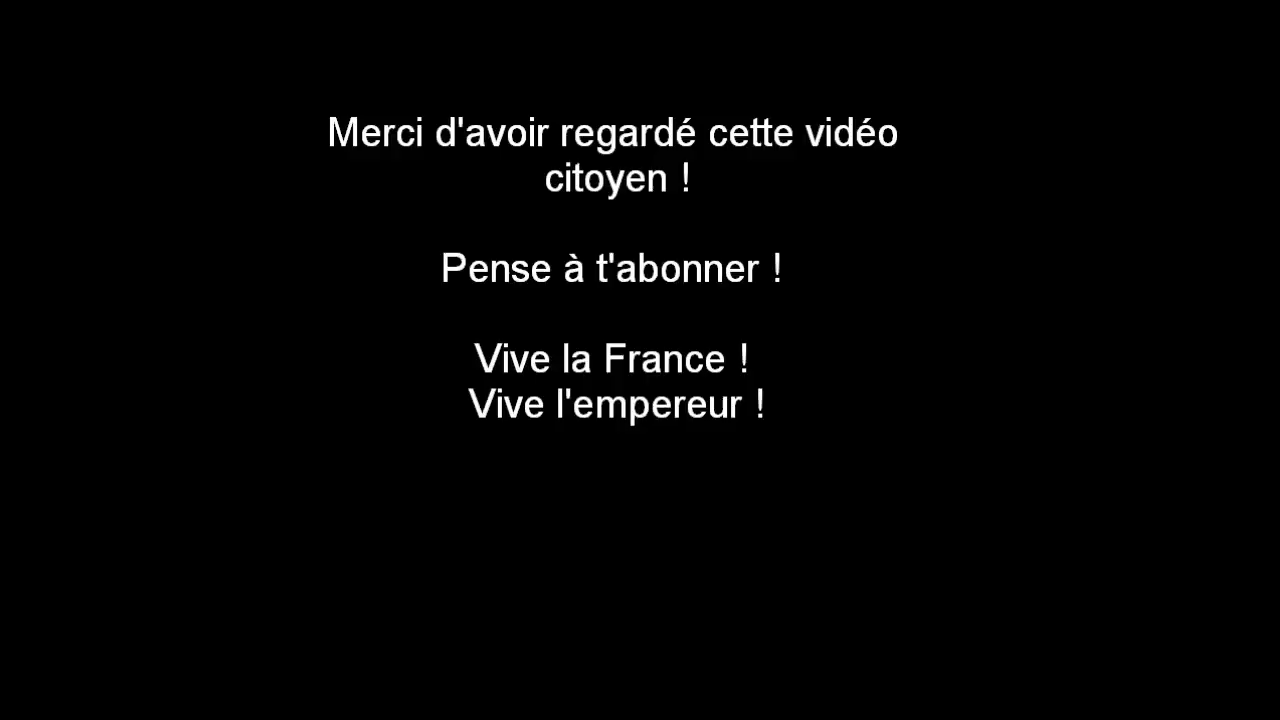 Merci d'avoir regardé cette vidéo
citoyen !
Pense à t'abonner !
Vive la France !
Vive l'empereur !